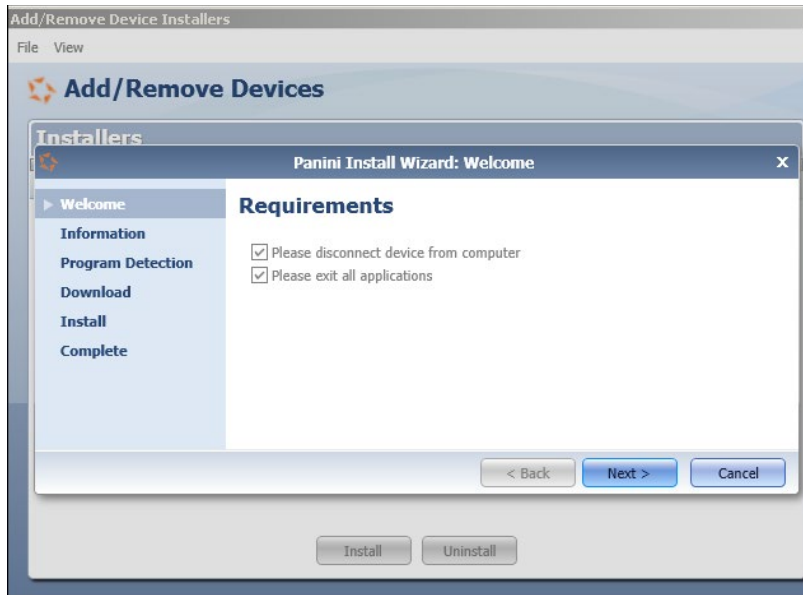 Add/Remove Device Installers
File View
Add/Remove Devices
Installers
Panini Install Wizard: Welcome x
Welcome
Information
Program Detection
Download
Install
Complete
Requirements
Please disconnect device from computer
Please exit all applications
< Back Next > Cancel
Install Uninstall